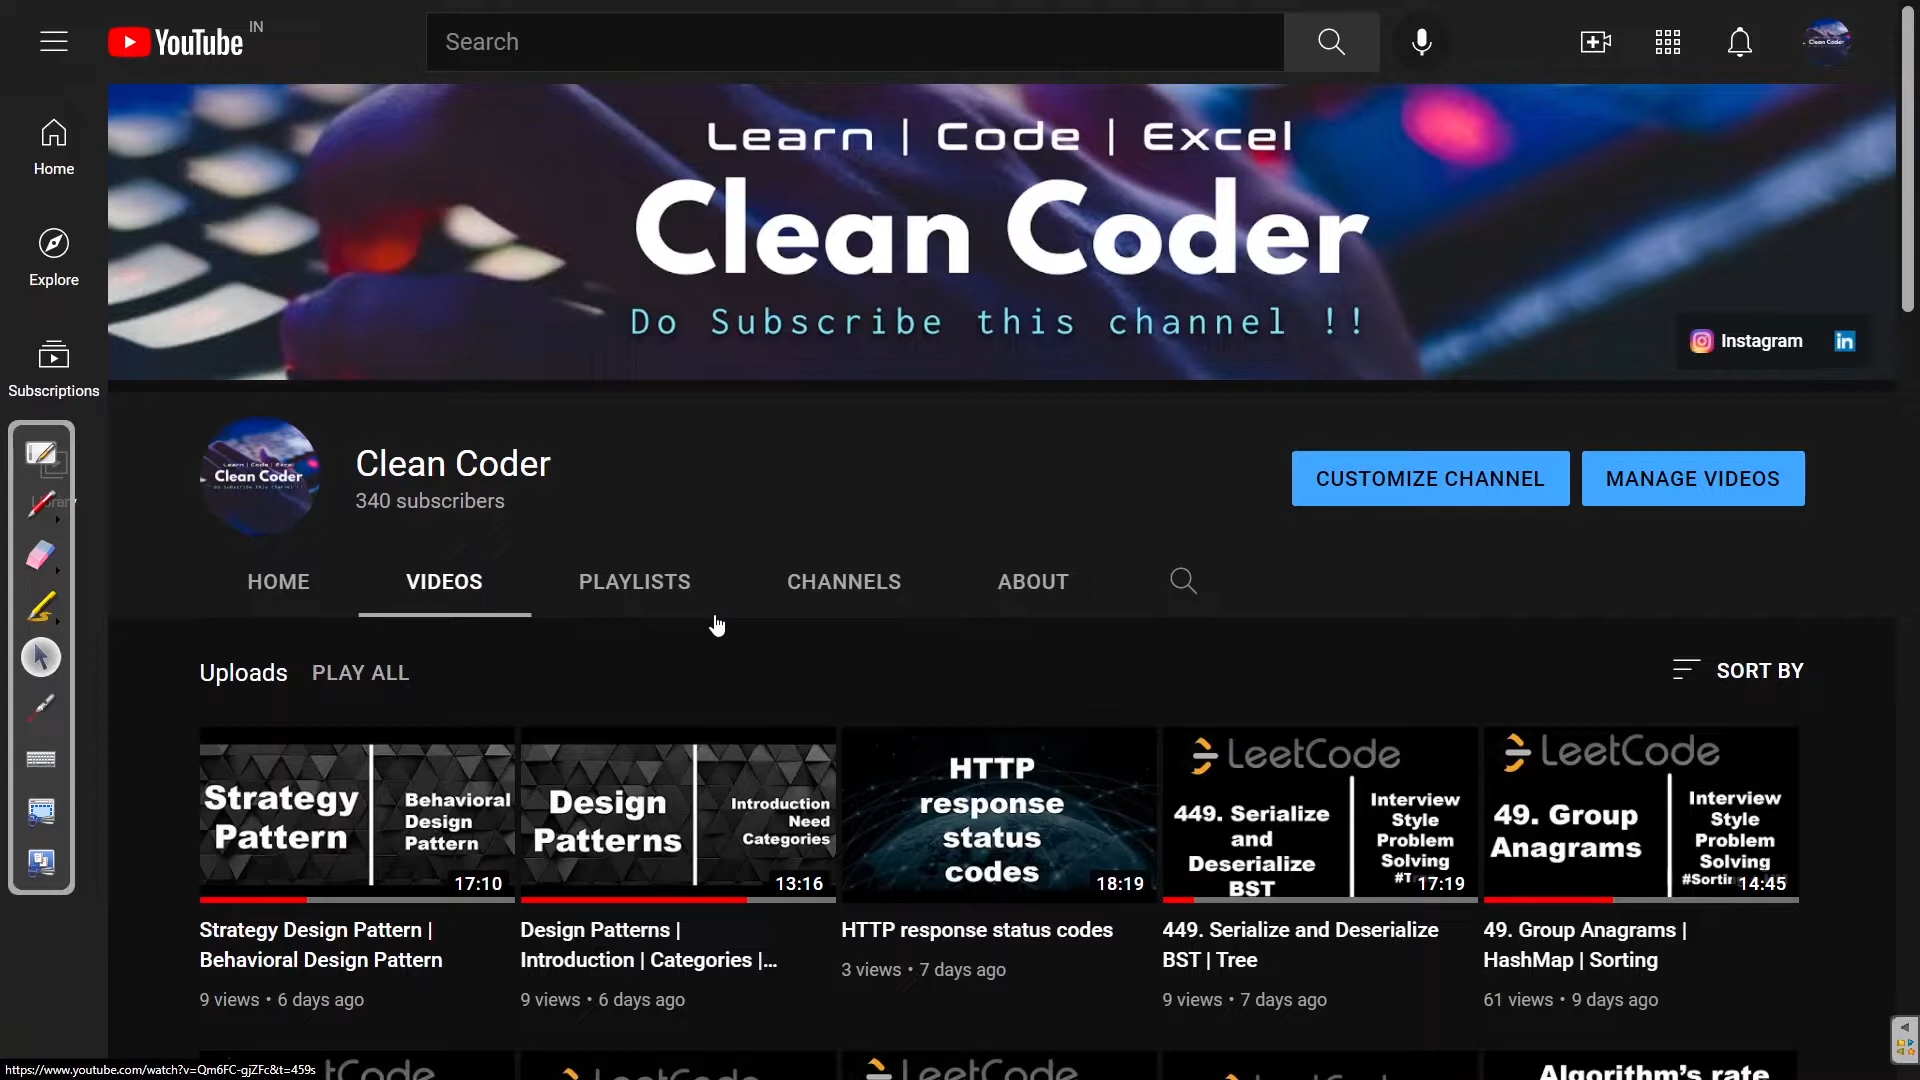 YouTube IN
Search
Learn | Code | Excel
Clean Coder
Do Subscribe this channel !!
Instagram
in
Home
Explore
Subscriptions
Learn | Code | Excel
Clean Coder
Clean Coder
340 subscribers
CUSTOMIZE CHANNEL
MANAGE VIDEOS
HOME
VIDEOS
PLAYLISTS
CHANNELS
ABOUT
Uploads
PLAY ALL
SORT BY
Strategy
Pattern
Behavioral
Design
Pattern
17:10
Design
Patterns
Introduction
Need
Categories
13:16
HTTP
response
status
codes
18:19
LeetCode
449. Serialize
and
Deserialize
BST
Interview
Style
Problem
Solving
17:19
LeetCode
49. Group
Anagrams
Interview
Style
Problem
Solving
14:45
Strategy Design Pattern |
Behavioral Design Pattern
9 views • 6 days ago
Design Patterns |
Introduction | Categories |...
9 views • 6 days ago
HTTP response status codes
3 views • 7 days ago
449. Serialize and Deserialize
BST | Tree
9 views • 7 days ago
49. Group Anagrams |
HashMap | Sorting
61 views • 9 days ago
https://www.youtube.com/watch?v=Qm6FC-gjZFc&t=459s
LeetCode
Algorithm's rate